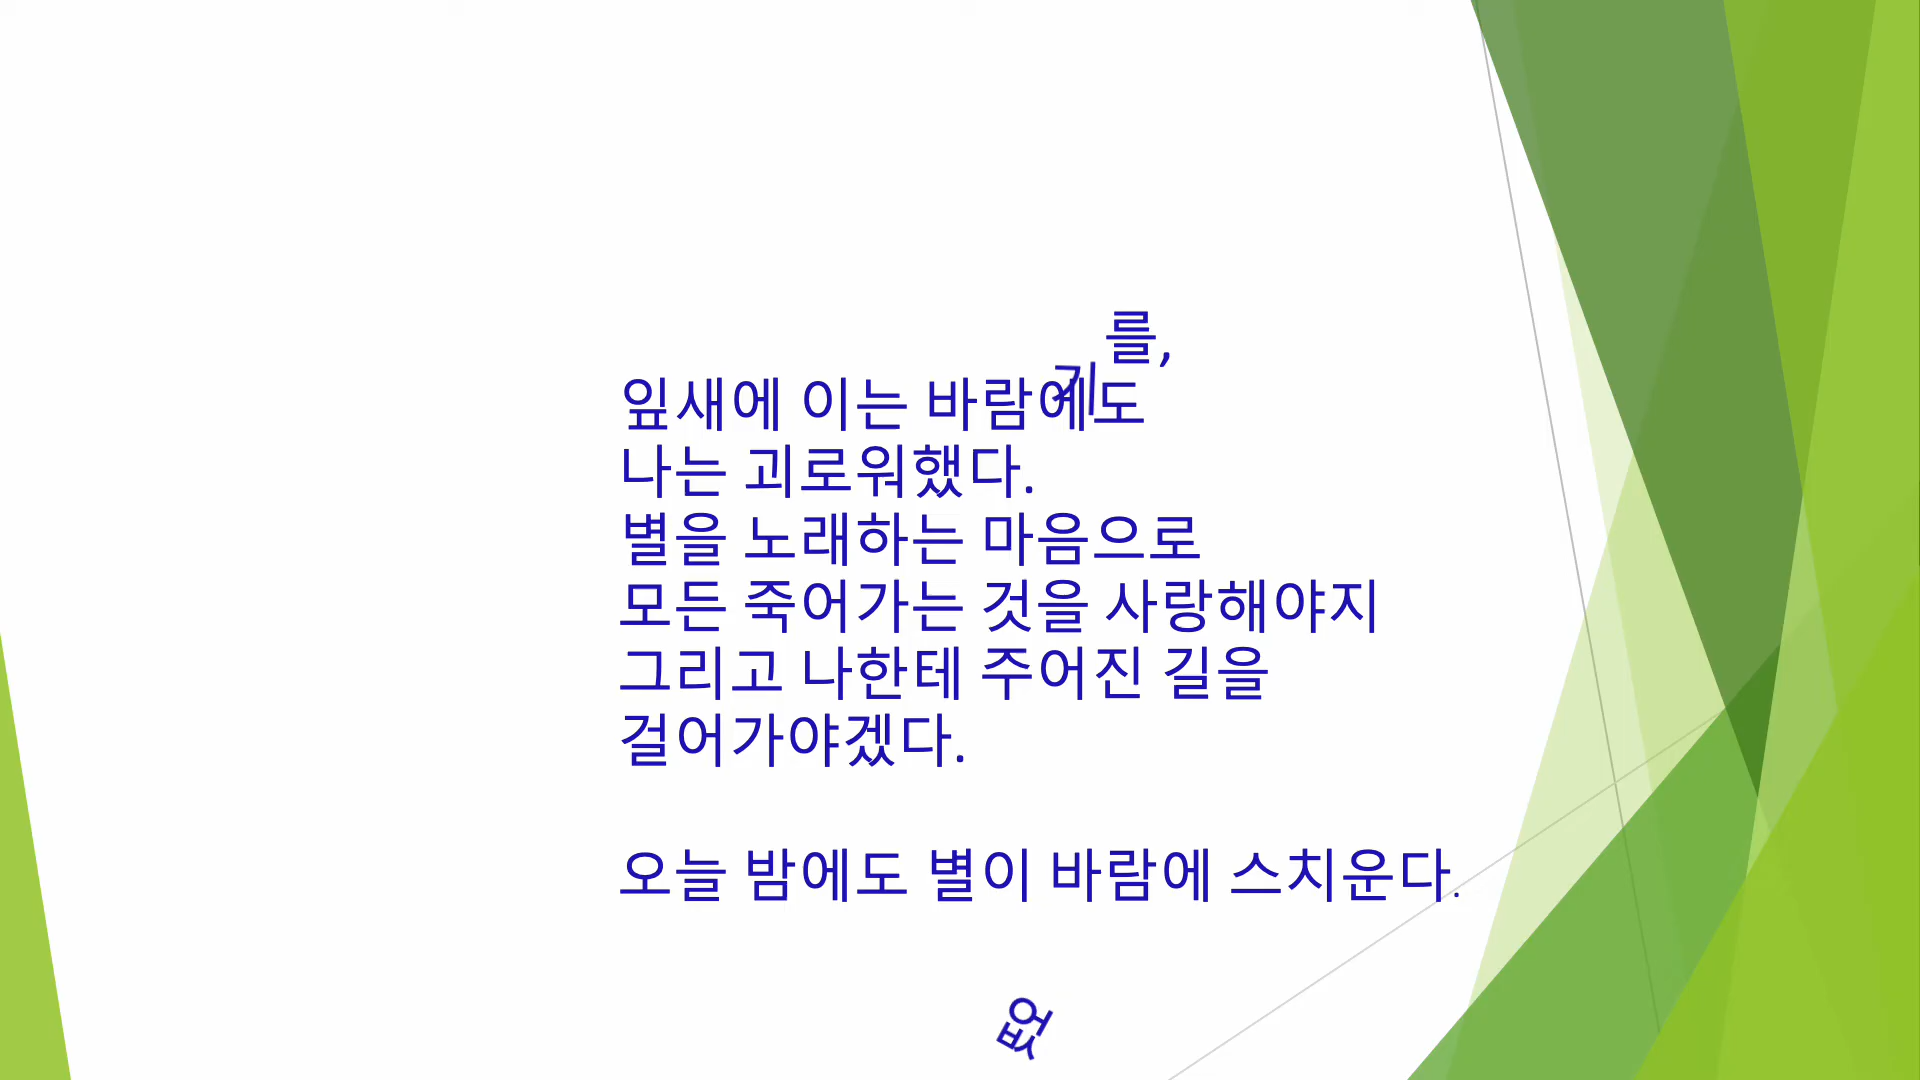 를,
기
잎새에 이는 바람에도
나는 괴로워했다.
별을 노래하는 마음으로
모든 죽어가는 것을 사랑해야지
그리고 나한테 주어진 길을
걸어가야겠다.
오늘 밤에도 별이 바람에 스치운다.
없